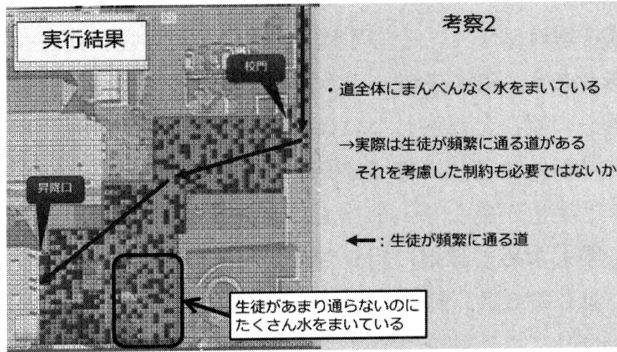 実行結果
校門
昇降口
生徒があまり通らないのに
たくさん水をまいている
考察2
・道全体にまんべんなく水をまいている
→実際は生徒が頻繁に通る道がある
それを考慮した制約も必要ではないか
←：生徒が頻繁に通る道